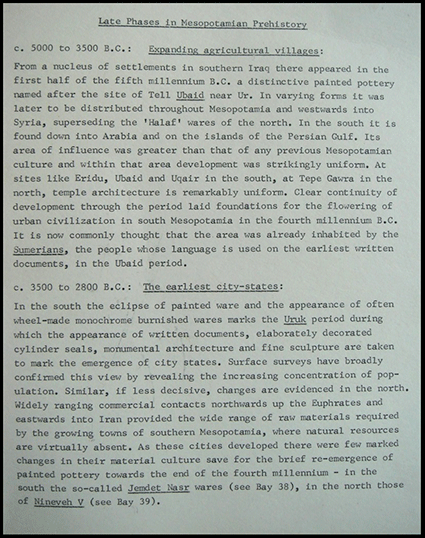 Late Phases in Mesopotamian Prehistory
c. 5000 to 3500 B.C.: Expanding agricultural villages:
From a nucleus of settlements in southern Iraq there appeared in the
first half of the fifth millennium B.C. a distinctive painted pottery
named after the site of Tell Ubaid near Ur. In varying forms it was
later to be distributed throughout Mesopotamia and westwards into
Syria, superseding the 'Halaf' wares of the north. In the south it is
found down into Arabia and on the islands of the Persian Gulf. Its
area of influence was greater than that of any previous Mesopotamian
culture and within that area development was strikingly uniform. At
sites like Eridu, Ubaid and Uqair in the south, at Tepe Gawra in the
north, temple architecture is remarkably uniform. Clear continuity of
development through the period laid foundations for the flowering of
urban civilization in south Mesopotamia in the fourth millennium B.C.
It is now commonly thought that the area was already inhabited by the
Sumerians, the people whose language is used on the earliest written
documents, in the Ubaid period.
c. 3500 to 2800 B.C.: The earliest city-states:
In the south the eclipse of painted ware and the appearance of often
wheel-made monochrome burnished wares marks the Uruk period during
which the appearance of written documents, elaborately decorated
cylinder seals, monumental architecture and fine sculpture are taken
to mark the emergence of city states. Surface surveys have broadly
confirmed this view by revealing the increasing concentration of pop-
ulation. Similar, if less decisive, changes are evidenced in the north.
Widely ranging commercial contacts northwards up the Euphrates and
eastwards into Iran provided the wide range of raw materials required
by the growing towns of southern Mesopotamia, where natural resources
are virtually absent. As these cities developed there were few marked
changes in their material culture save for the brief re-emergence of
painted pottery towards the end of the fourth millennium - in the
south the so-called Jemdet Nasr wares (see Bay 38), in the north those
of Nineveh V (see Bay 39).